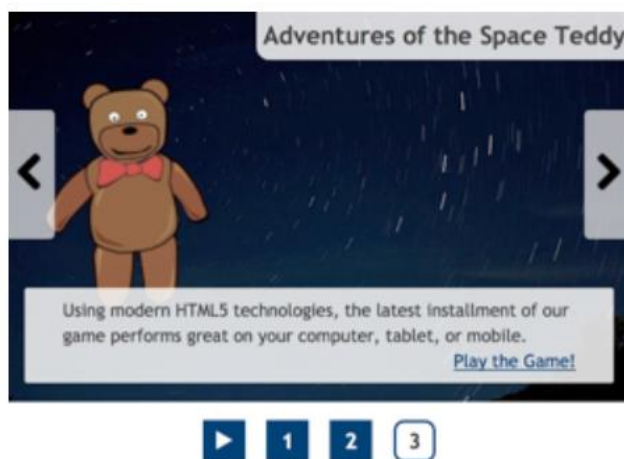 Adventures of the Space Teddy
Using modern HTML5 technologies, the latest installment of our
game performs great on your computer, tablet, or mobile.
Play the Game!
1 2 3